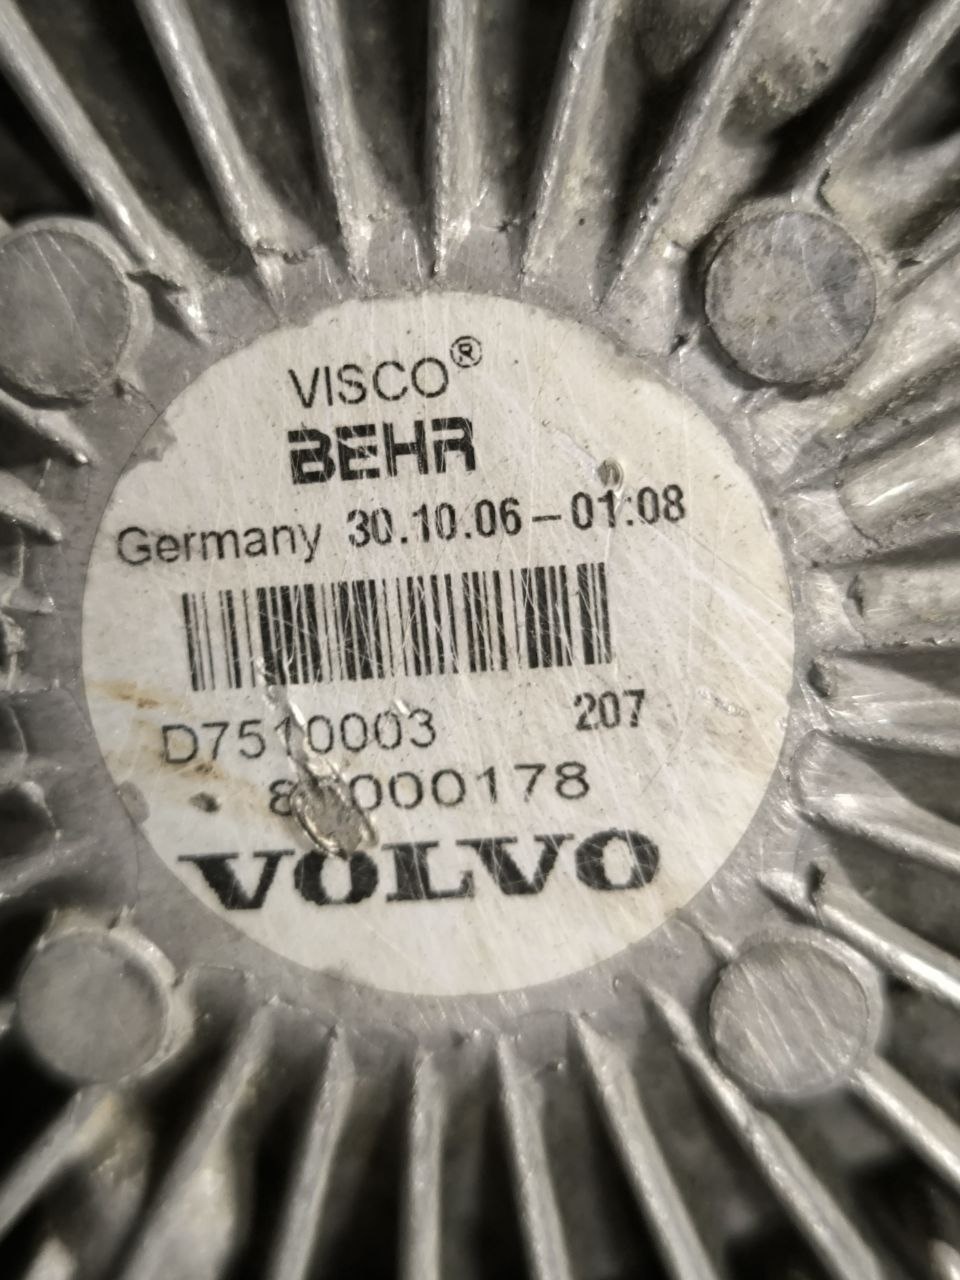 VISCO®
BEHR
Germany 30.10.06 – 01:08
D7510003 207
VOLVO